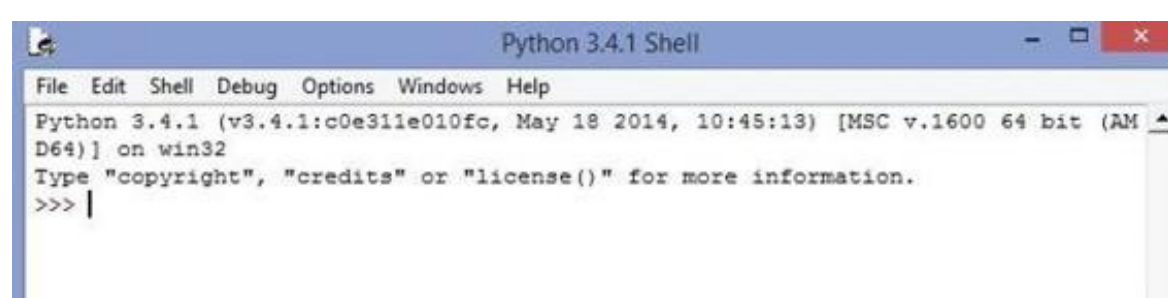 Python 3.4.1 Shell
File Edit Shell Debug Options Windows Help
Python 3.4.1 (v3.4.1:c0e311e010fc, May 18 2014, 10:45:13) [MSC v.1600 64 bit (AM
D64)] on win32
Type "copyright", "credits" or "license()" for more information.
>>>